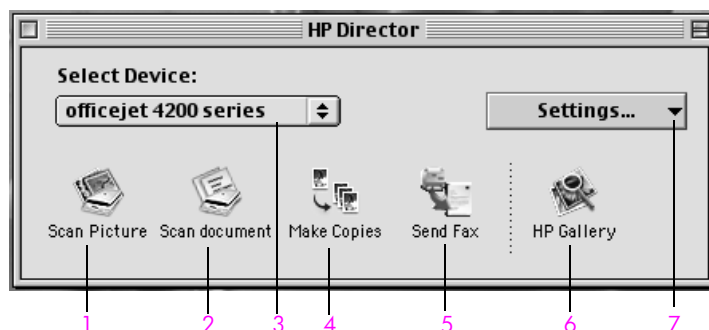 HP Director
Select Device:
officejet 4200 series
Settings...
Scan Picture
Scan document
Make Copies
Send Fax
HP Gallery
1 2 3 4 5 6 7